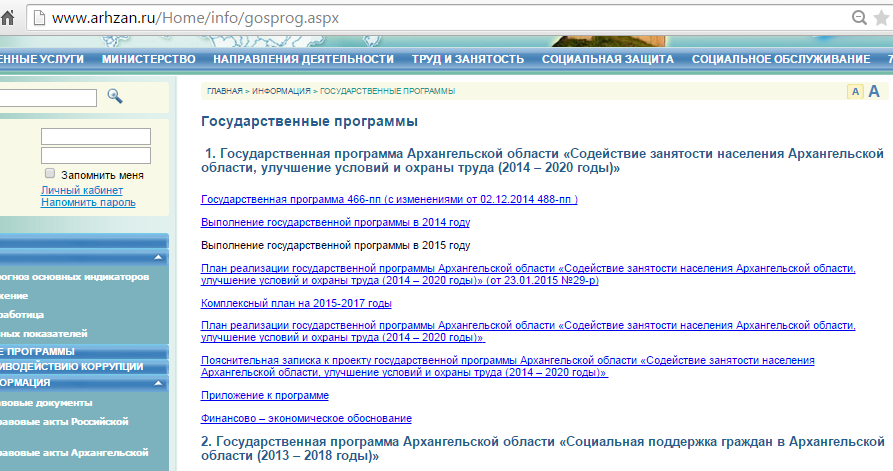 www.arhzan.ru/Home/info/gosprog.aspx
ЕННЫЕ УСЛУГИ МИНИСТЕРСТВО НАПРАВЛЕНИЯ ДЕЯТЕЛЬНОСТИ ТРУД И ЗАНЯТОСТЬ СОЦИАЛЬНАЯ ЗАЩИТА СОЦИАЛЬНОЕ ОБСЛУЖИВАНИЕ 7
ГЛАВНАЯ > ИНФОРМАЦИЯ > ГОСУДАРСТВЕННЫЕ ПРОГРАММЫ
A A
Запомнить меня
Личный кабинет
Напомнить пароль
рогноз основных индикаторов
жение
работица
ных показателей
Е ПРОГРАММЫ
ИВОДЕЙСТВИЮ КОРРУПЦИИ
ОРМАЦИЯ
авовые документы
равовые акты Российской
равовые акты Архангельской
Государственные программы
1. Государственная программа Архангельской области «Содействие занятости населения Архангельской
области, улучшение условий и охраны труда (2014 – 2020 годы)»
Государственная программа 466-пп (с изменениями от 02.12.2014 488-пп )
Выполнение государственной программы в 2014 году
Выполнение государственной программы в 2015 году
План реализации государственной программы Архангельской области «Содействие занятости населения Архангельской области,
улучшение условий и охраны труда (2014 – 2020 годы)» (от 23.01.2015 №29-р)
Комплексный план на 2015-2017 годы
План реализации государственной программы Архангельской области «Содействие занятости населения Архангельской области,
улучшение условий и охраны труда (2014 – 2020 годы)»
Пояснительная записка к проекту государственной программы Архангельской области «Содействие занятости населения
Архангельской области, улучшение условий и охраны труда (2014 – 2020 годы)»
Приложение к программе
Финансово – экономическое обоснование
2. Государственная программа Архангельской области «Социальная поддержка граждан в Архангельской
области (2013 – 2018 годы)»